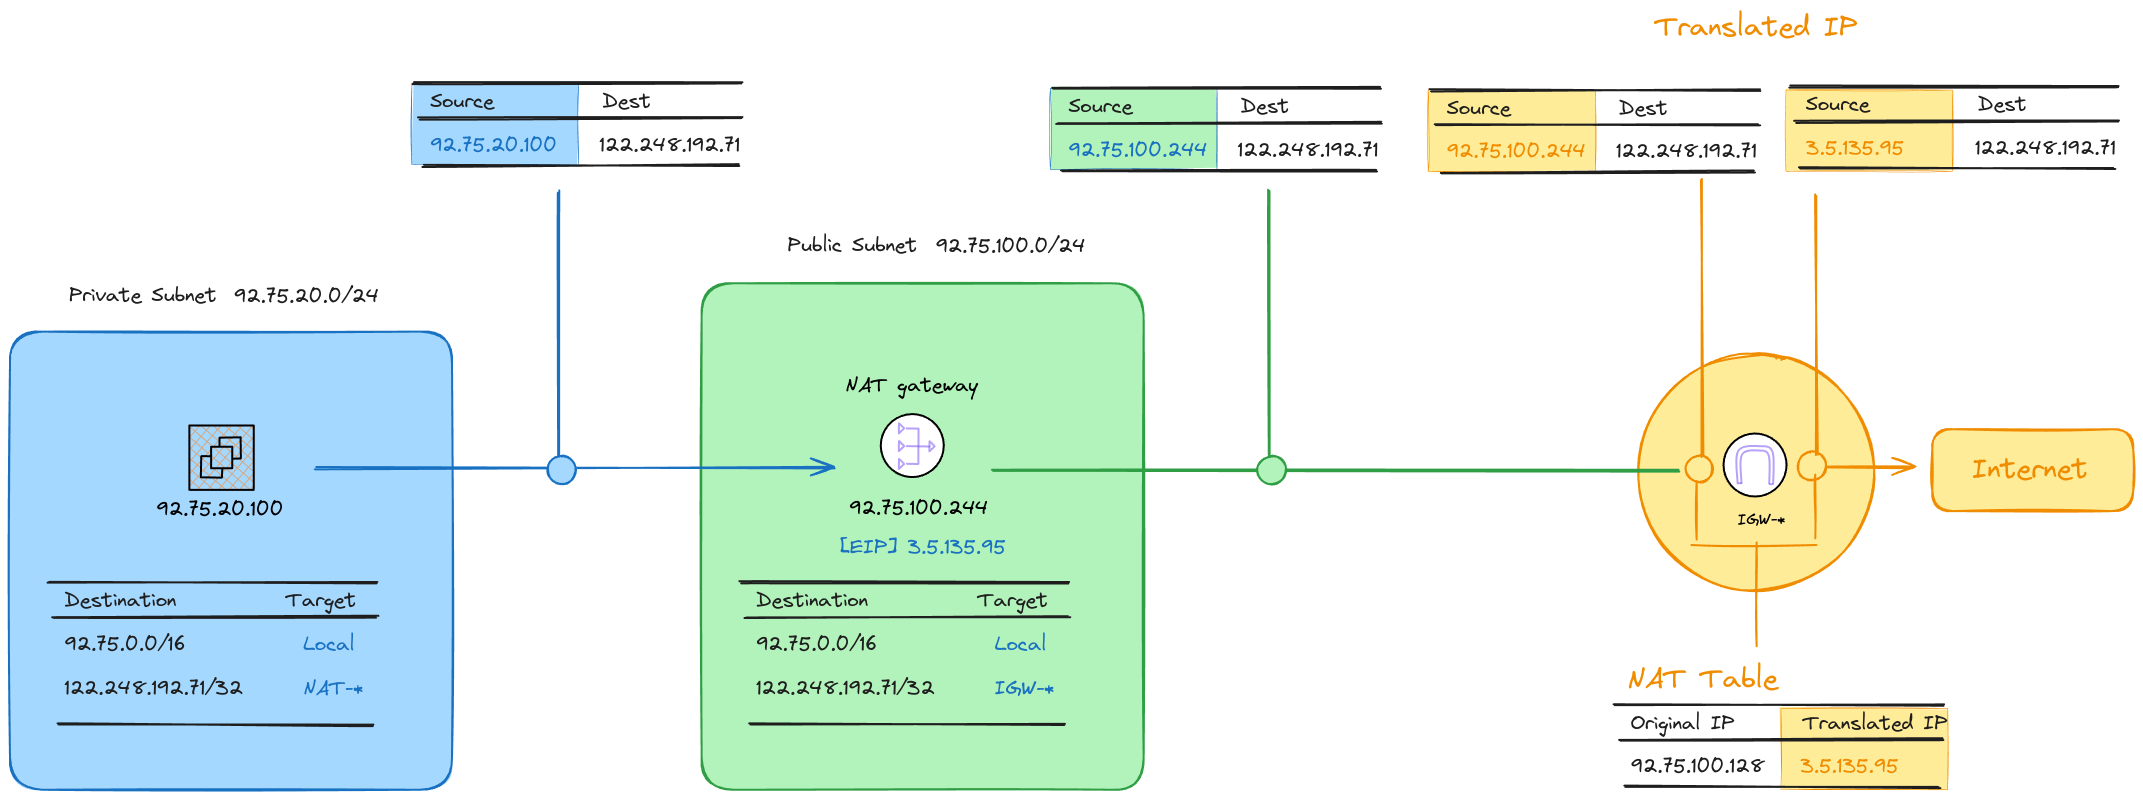 Translated IP
Source Dest
92.75.20.100 122.248.192.71
Source Dest
92.75.100.244 122.248.192.71
Source Dest
92.75.100.244 122.248.192.71
Source Dest
3.5.135.95 122.248.192.71
Private Subnet 92.75.20.0/24
92.75.20.100
Destination Target
92.75.0.0/16 Local
122.248.192.71/32 NAT-*
Public Subnet 92.75.100.0/24
NAT gateway
92.75.100.244
[EIP] 3.5.135.95
Destination Target
92.75.0.0/16 Local
122.248.192.71/32 IGW-*
IGW-*
Internet
NAT Table
Original IP Translated IP
92.75.100.128 3.5.135.95